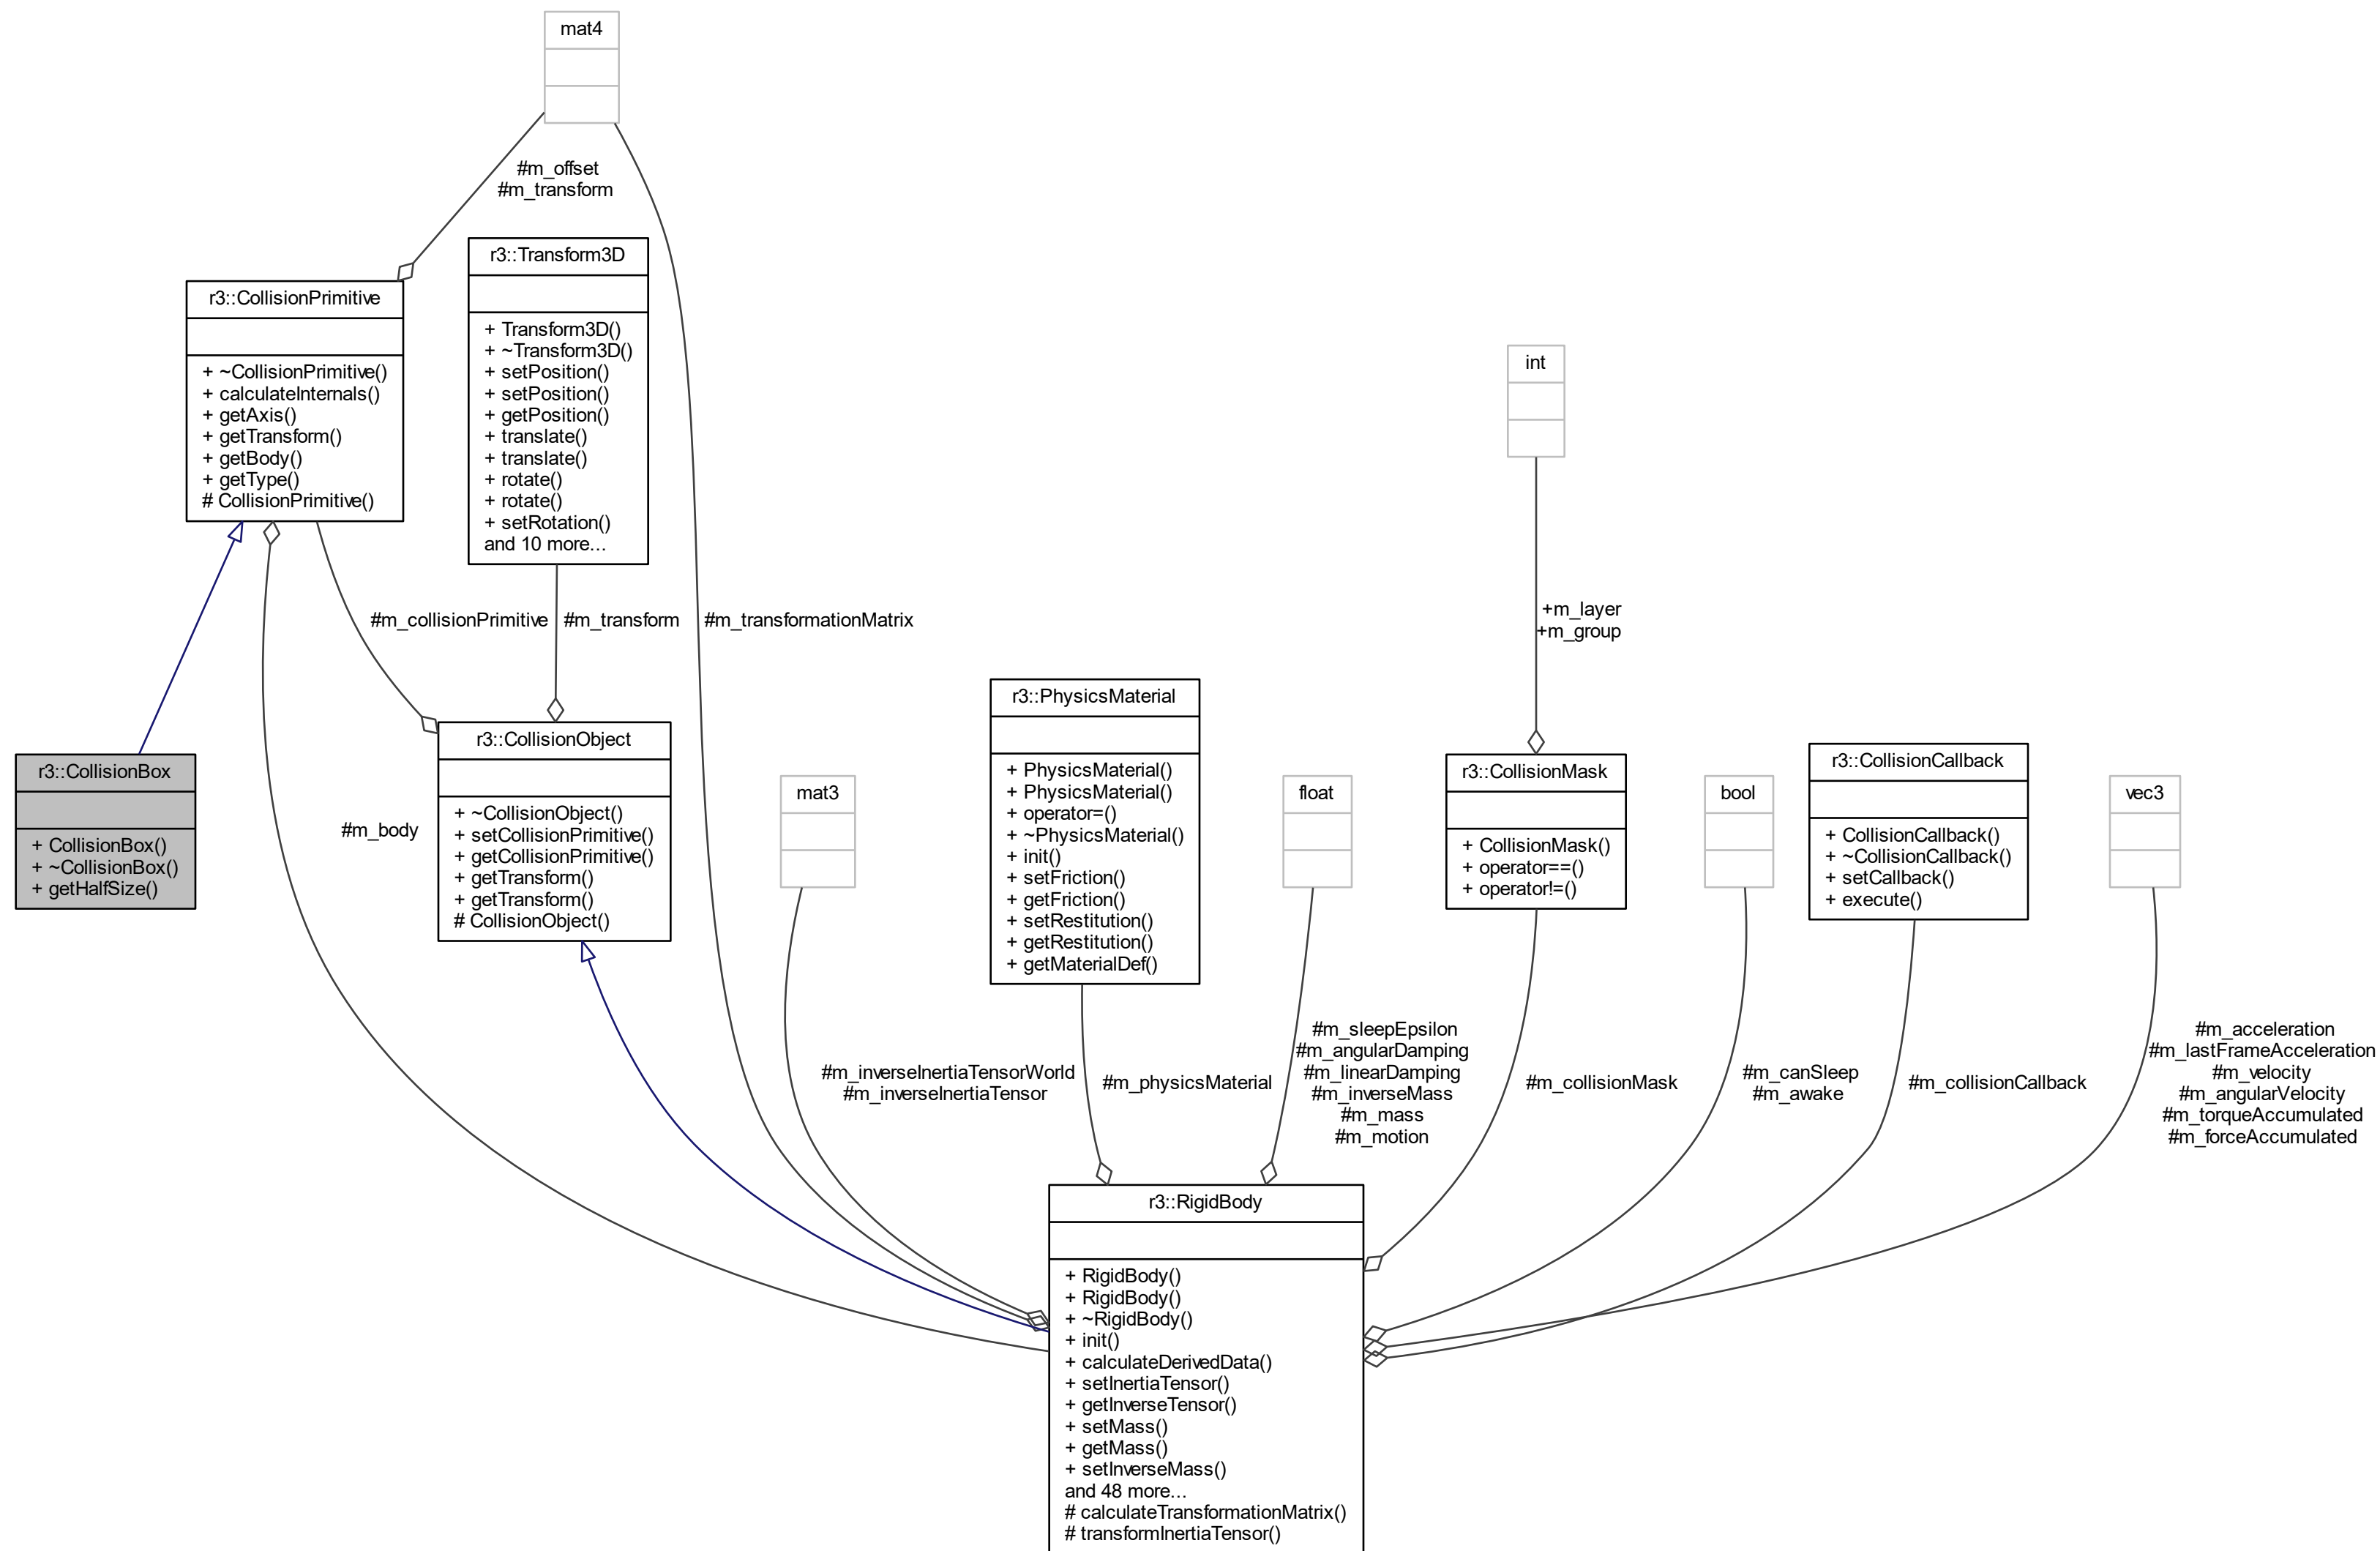 mat4
#m_offset
#m_transform
r3::Transform3D
+ Transform3D()
+ ~Transform3D()
+ setPosition()
+ setPosition()
+ getPosition()
+ translate()
+ translate()
+ rotate()
+ rotate()
+ setRotation()
and 10 more...
r3::CollisionPrimitive
+ ~CollisionPrimitive()
+ calculateInternals()
+ getAxis()
+ getTransform()
+ getBody()
+ getType()
# CollisionPrimitive()
int
#m_collisionPrimitive
#m_transform
#m_transformationMatrix
+m_layer
+m_group
r3::CollisionBox
+ CollisionBox()
+ ~CollisionBox()
+ getHalfSize()
#m_body
r3::CollisionObject
+ ~CollisionObject()
+ setCollisionPrimitive()
+ getCollisionPrimitive()
+ getTransform()
+ getTransform()
# CollisionObject()
mat3
r3::PhysicsMaterial
+ PhysicsMaterial()
+ PhysicsMaterial()
+ operator=()
+ ~PhysicsMaterial()
+ init()
+ setFriction()
+ getFriction()
+ setRestitution()
+ getRestitution()
+ getMaterialDef()
float
r3::CollisionMask
+ CollisionMask()
+ operator==()
+ operator!=()
bool
r3::CollisionCallback
+ CollisionCallback()
+ ~CollisionCallback()
+ setCallback()
+ execute()
vec3
#m_inverseInertiaTensorWorld
#m_inverseInertiaTensor
#m_physicsMaterial
#m_sleepEpsilon
#m_angularDamping
#m_linearDamping
#m_inverseMass
#m_mass
#m_motion
#m_collisionMask
#m_canSleep
#m_awake
#m_collisionCallback
#m_acceleration
#m_lastFrameAcceleration
#m_velocity
#m_angularVelocity
#m_torqueAccumulated
#m_forceAccumulated
r3::RigidBody
+ RigidBody()
+ RigidBody()
+ ~RigidBody()
+ init()
+ calculateDerivedData()
+ setInertiaTensor()
+ getInverseTensor()
+ setMass()
+ getMass()
+ setInverseMass()
and 48 more...
# calculateTransformationMatrix()
# transformInertiaTensor()